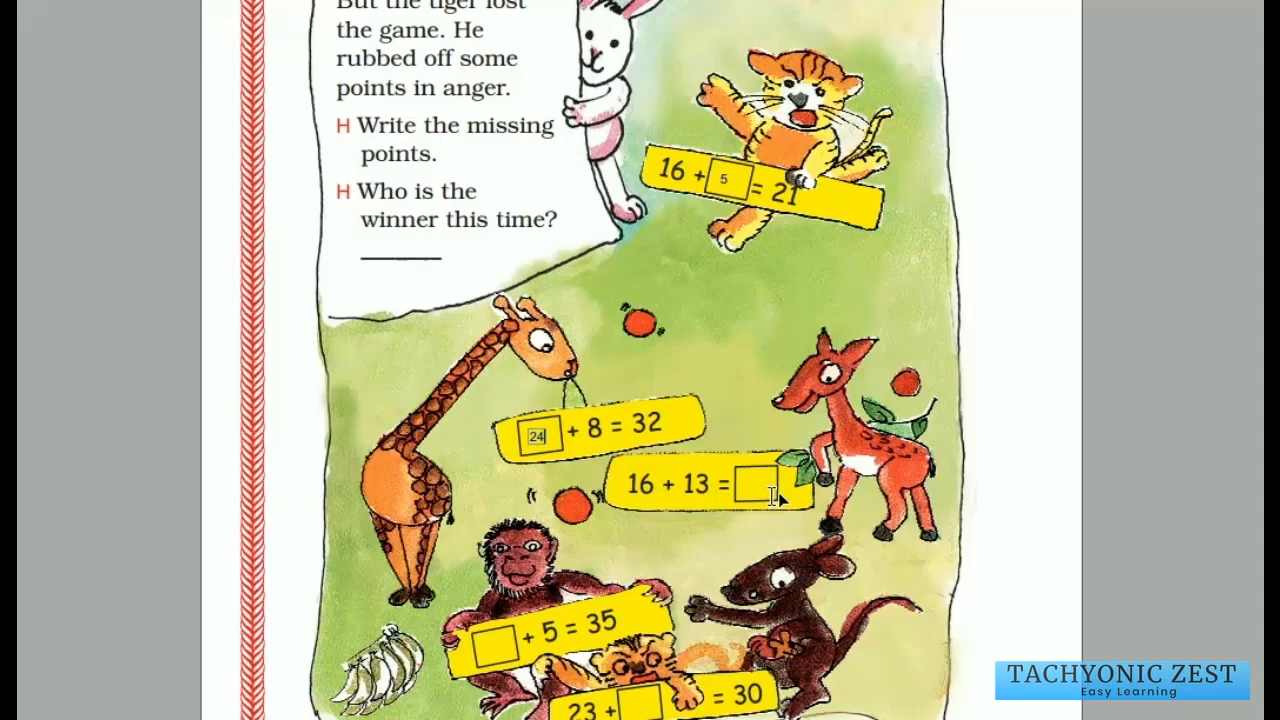 But the tiger lost
the game. He
rubbed off some
points in anger.
H Write the missing
points.
H Who is the
winner this time?
16 + 5 = 21
24 + 8 = 32
16 + 13 =
+ 5 = 35
23 + = 30
TACHYONIC ZEST
Easy Learning